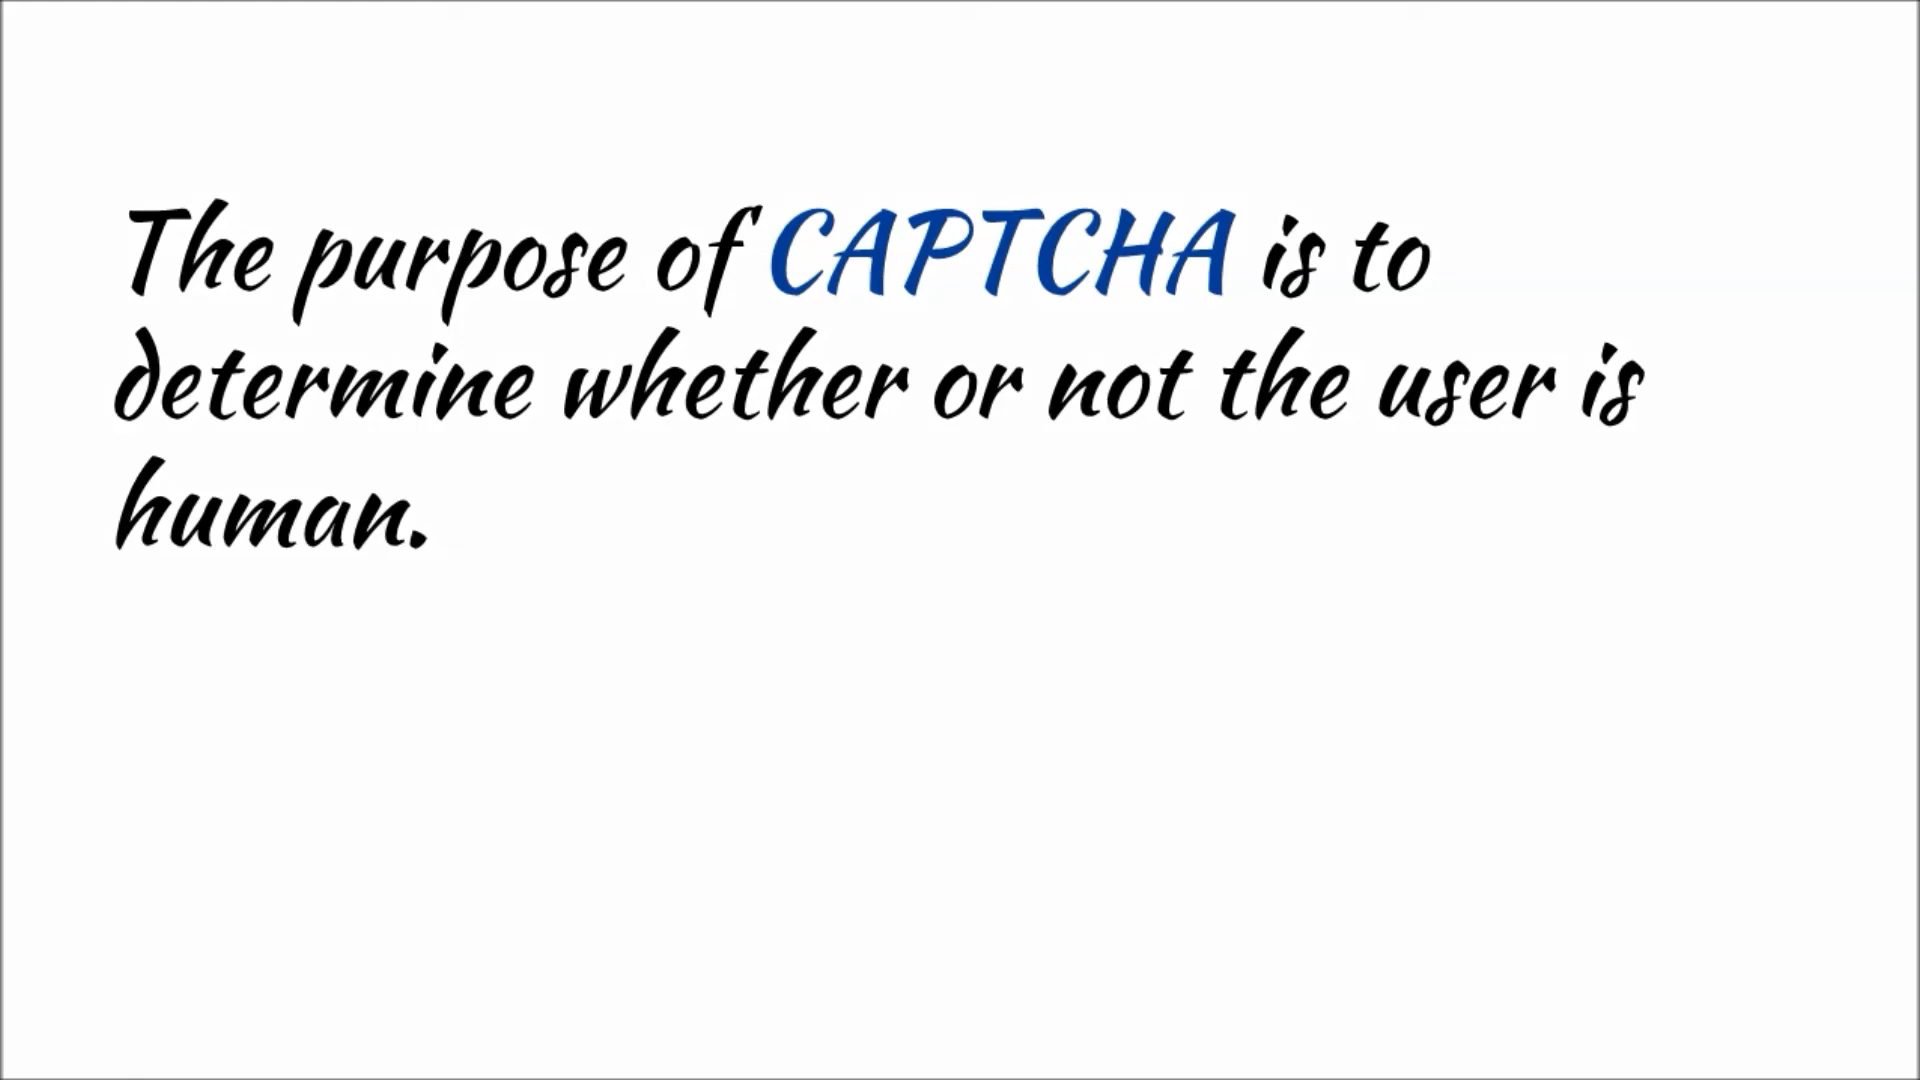 The purpose of CAPTCHA is to
determine whether or not the user is
human.